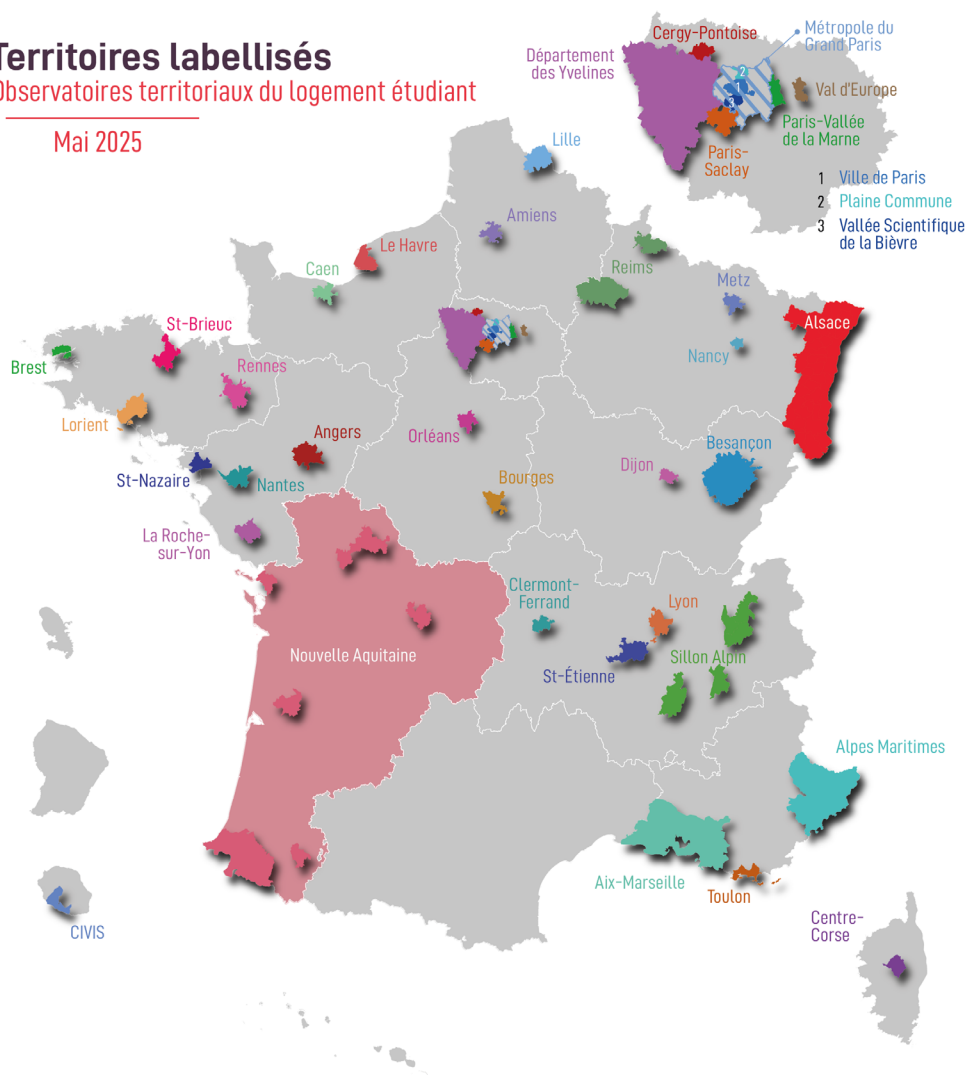 Territoires labellisés
Observatoires territoriaux du logement étudiant
Mai 2025
Cergy-Pontoise
Métropole du
Grand Paris
Département
des Yvelines
2
1
3
Val d'Europe
Paris-Vallée
de la Marne
Paris-
Saclay
1 Ville de Paris
2 Plaine Commune
3 Vallée Scientifique
de la Bièvre
Lille
Amiens
Le Havre
Caen
Reims
Metz
Nancy
Alsace
St-Brieuc
Brest
Rennes
Lorient
Angers
Orléans
Besançon
Dijon
St-Nazaire
Nantes
Bourges
La Roche-
sur-Yon
Clermont-
Ferrand
Lyon
Nouvelle Aquitaine
St-Étienne
Sillon Alpin
Alpes Maritimes
Aix-Marseille
Toulon
CIVIS
Centre-
Corse